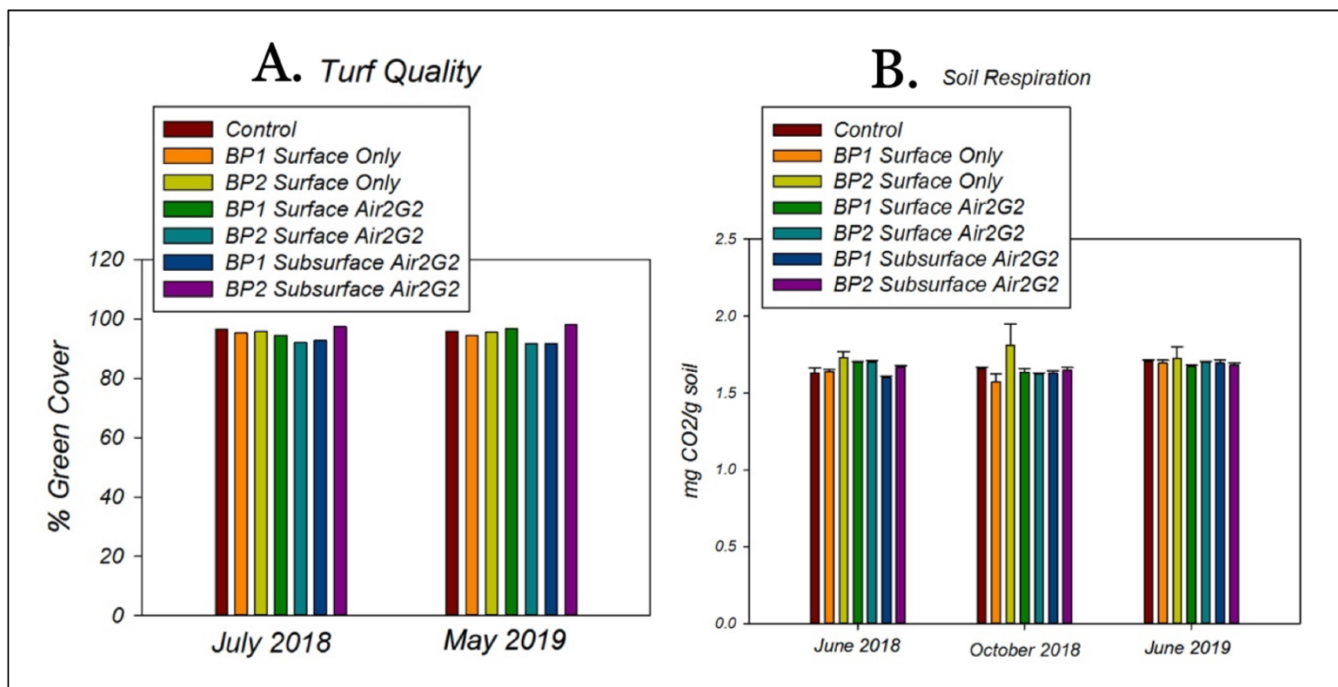 A. Turf Quality
Control
BP1 Surface Only
BP2 Surface Only
BP1 Surface Air2G2
BP2 Surface Air2G2
BP1 Subsurface Air2G2
BP2 Subsurface Air2G2
% Green Cover
120
100
80
60
40
20
0
July 2018
May 2019
B. Soil Respiration
Control
BP1 Surface Only
BP2 Surface Only
BP1 Surface Air2G2
BP2 Surface Air2G2
BP1 Subsurface Air2G2
BP2 Subsurface Air2G2
mg CO2/g soil
2.5
2.0
1.5
1.0
0.5
0.0
June 2018
October 2018
June 2019